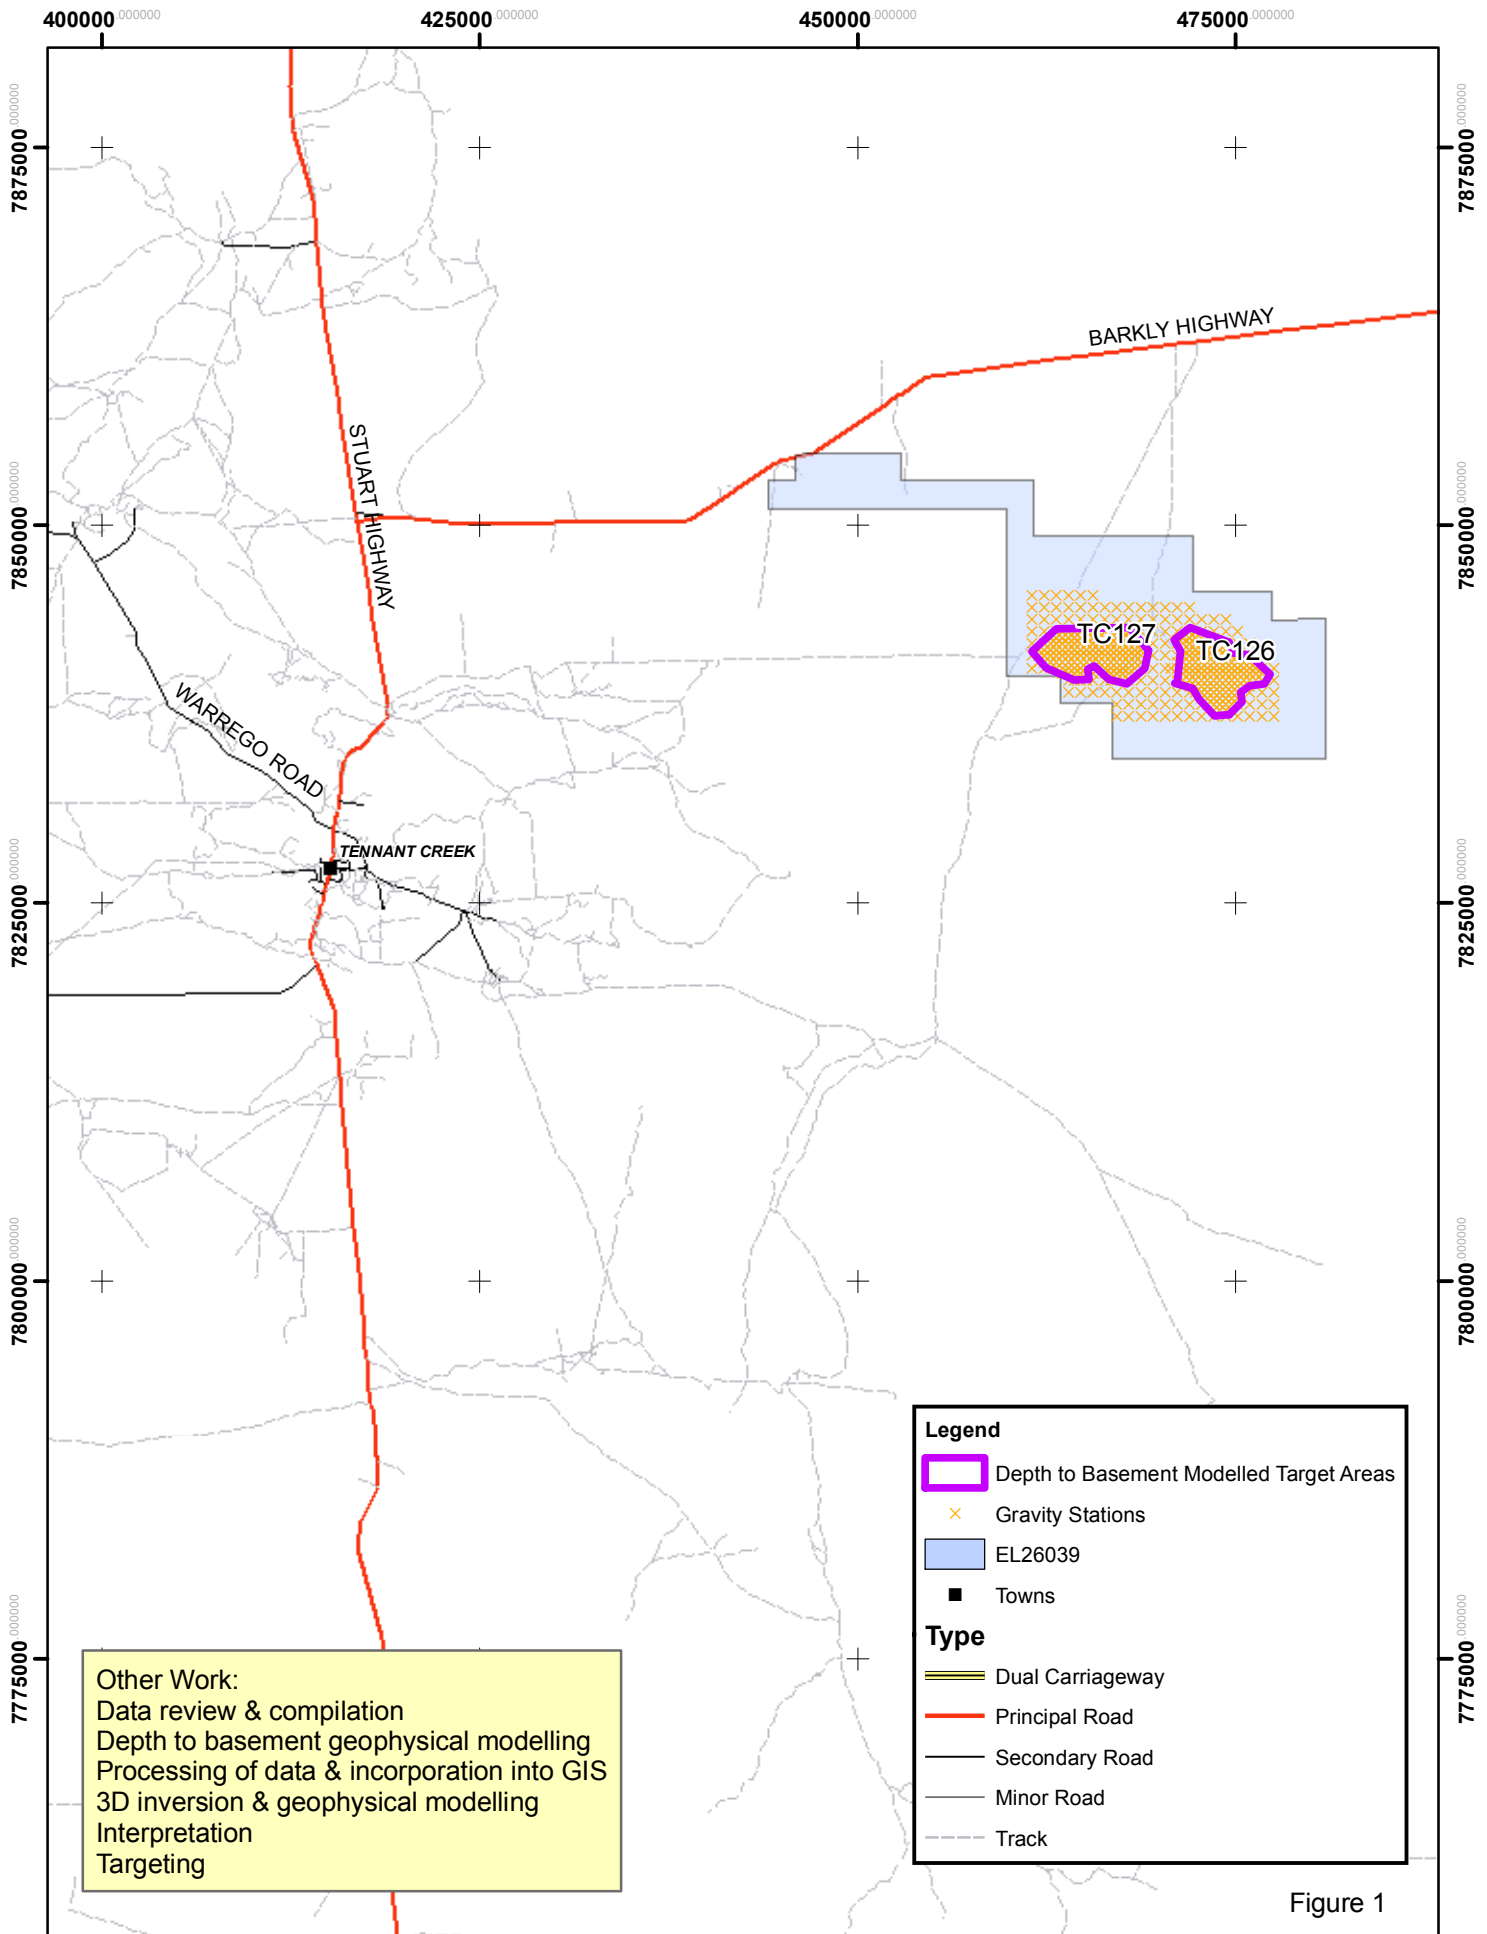 400000.000000
425000.000000
450000.000000
475000.000000
7875000.000000
7875000.000000
BARKLY HIGHWAY
STUART HIGHWAY
7850000.000000
7850000.000000
TC127
TC126
WARREGO ROAD
TENNANT CREEK
7825000.000000
7825000.000000
7800000.000000
7800000.000000
Legend
Depth to Basement Modelled Target Areas
Gravity Stations
EL26039
Towns
Type
Dual Carriageway
Principal Road
Secondary Road
Minor Road
Track
7775000.000000
7775000.000000
Other Work:
Data review & compilation
Depth to basement geophysical modelling
Processing of data & incorporation into GIS
3D inversion & geophysical modelling
Interpretation
Targeting
Figure 1